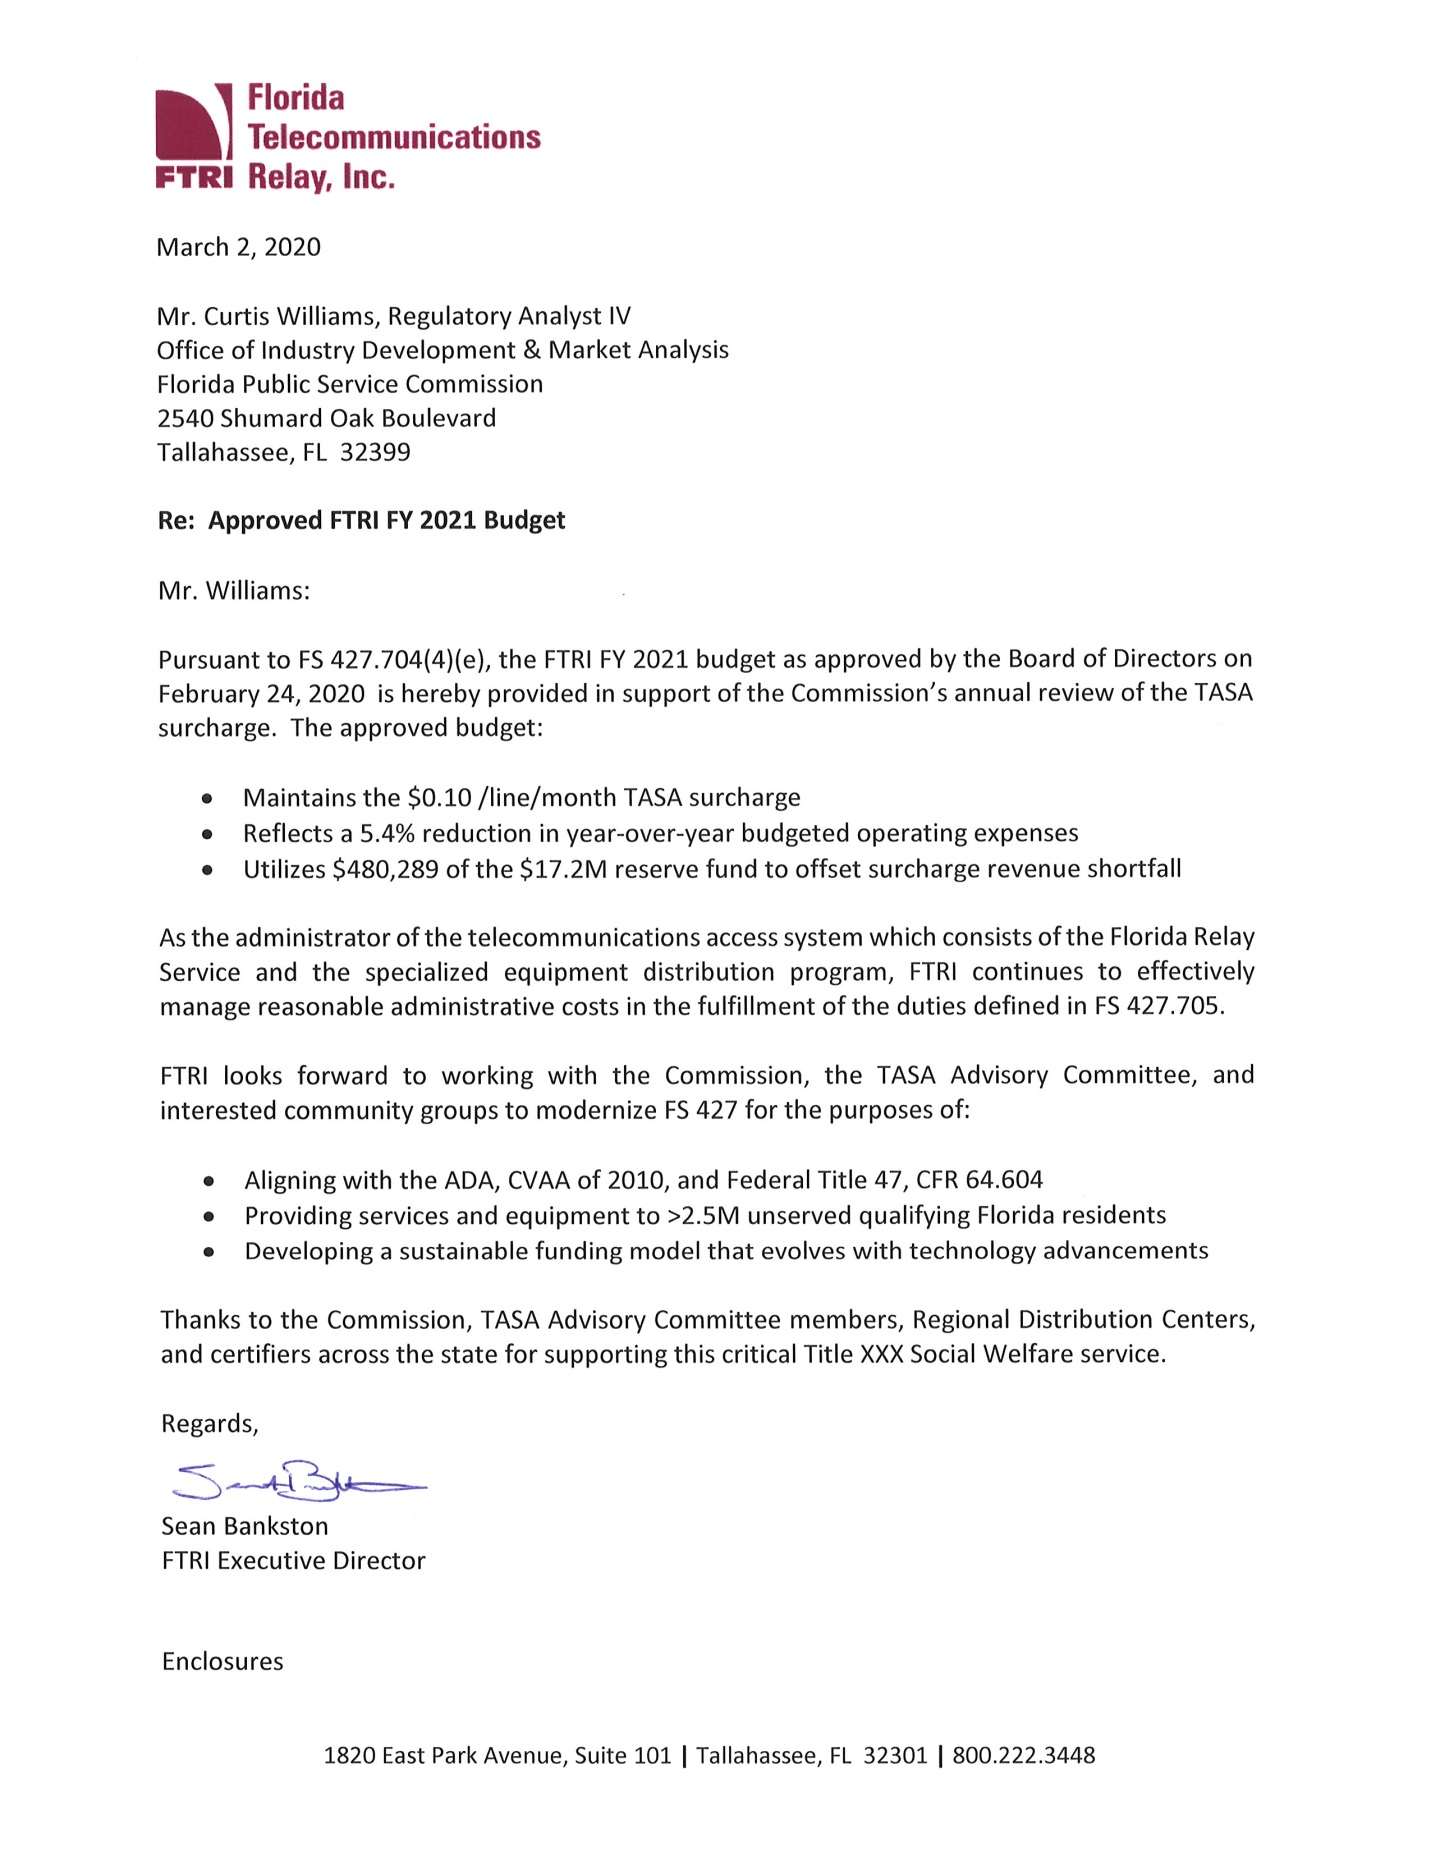 Florida
Telecommunications
FTRI Relay, Inc.
March 2, 2020
Mr. Curtis Williams, Regulatory Analyst IV
Office of Industry Development & Market Analysis
Florida Public Service Commission
2540 Shumard Oak Boulevard
Tallahassee, FL  32399
Re:  Approved FTRI FY 2021 Budget
Mr. Williams:
Pursuant to FS 427.704(4)(e), the FTRI FY 2021 budget as approved by the Board of Directors on
February 24, 2020  is hereby provided in support of the Commission's annual review of the TASA
surcharge.  The approved budget:
• Maintains the $0.10 /line/month TASA surcharge
• Reflects a 5.4% reduction in year-over-year budgeted operating expenses
• Utilizes $480,289 of the $17.2M reserve fund to offset surcharge revenue shortfall
As the administrator of the telecommunications access system which consists of the Florida Relay
Service and the specialized equipment distribution program, FTRI continues to effectively
manage reasonable administrative costs in the fulfillment of the duties defined in FS 427.705.
FTRI looks forward to working with the Commission, the TASA Advisory Committee, and
interested community groups to modernize FS 427 for the purposes of:
• Aligning with the ADA, CVAA of 2010, and Federal Title 47, CFR 64.604
• Providing services and equipment to >2.5M unserved qualifying Florida residents
• Developing a sustainable funding model that evolves with technology advancements
Thanks to the Commission, TASA Advisory Committee members, Regional Distribution Centers,
and certifiers across the state for supporting this critical Title XXX Social Welfare service.
Regards,
Sean Bankston
FTRI Executive Director
Enclosures
1820 East Park Avenue, Suite 101 | Tallahassee, FL  32301 | 800.222.3448